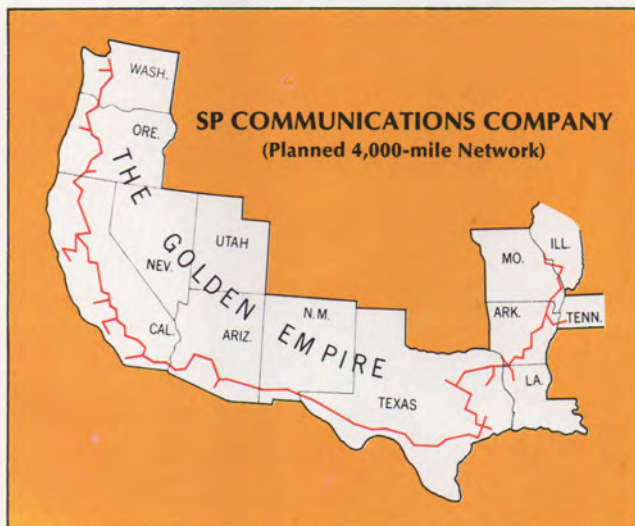 SP COMMUNICATIONS COMPANY
(Planned 4,000-mile Network)
WASH.
ORE.
THE GOLDEN EMPIRE
UTAH
NEV.
CAL.
ARIZ.
N.M.
TEXAS
MO.
ILL.
ARK.
TENN.
LA.